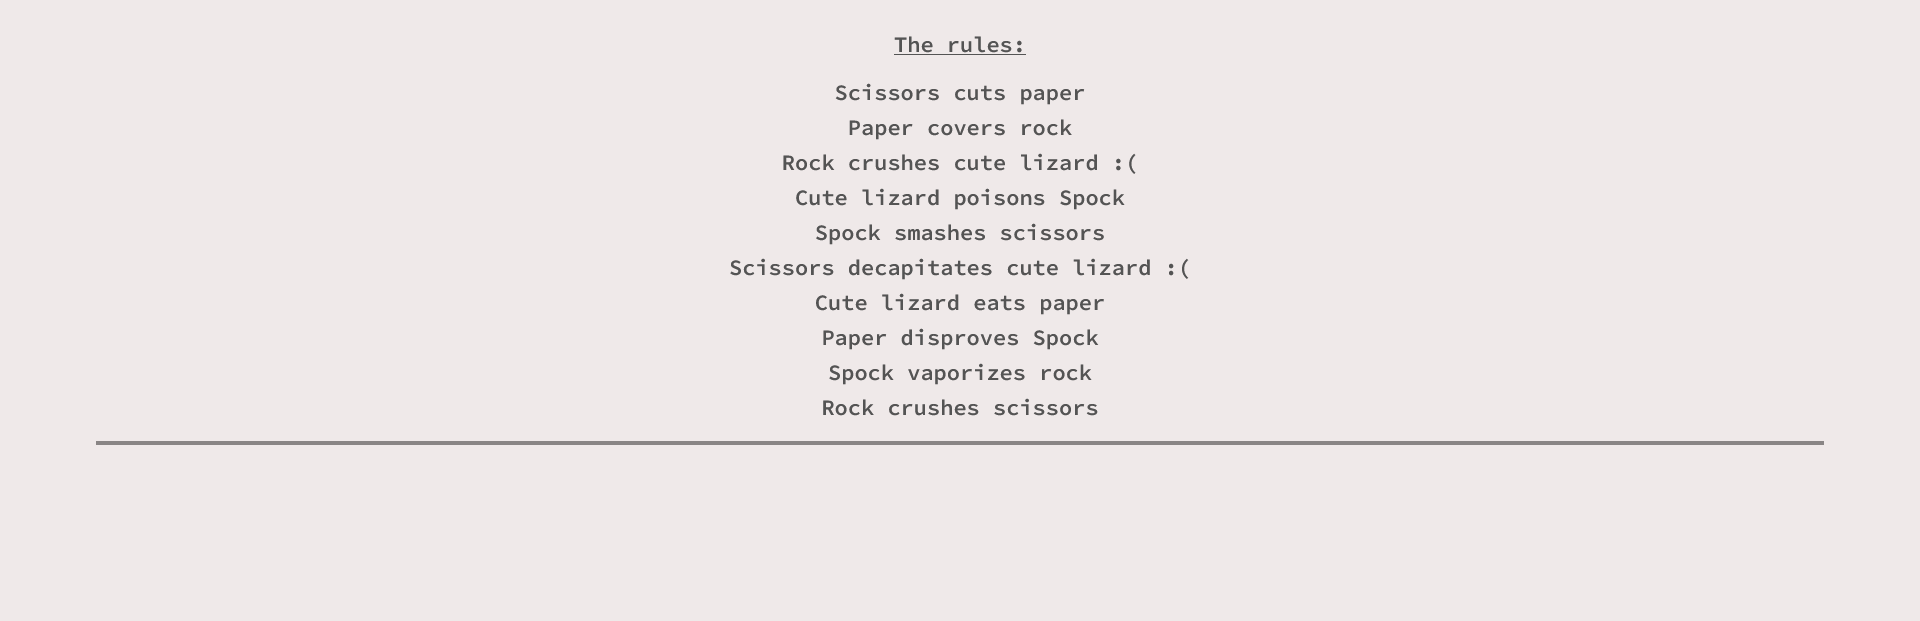 The rules:
Scissors cuts paper
Paper covers rock
Rock crushes cute lizard :(
Cute lizard poisons Spock
Spock smashes scissors
Scissors decapitates cute lizard :(
Cute lizard eats paper
Paper disproves Spock
Spock vaporizes rock
Rock crushes scissors